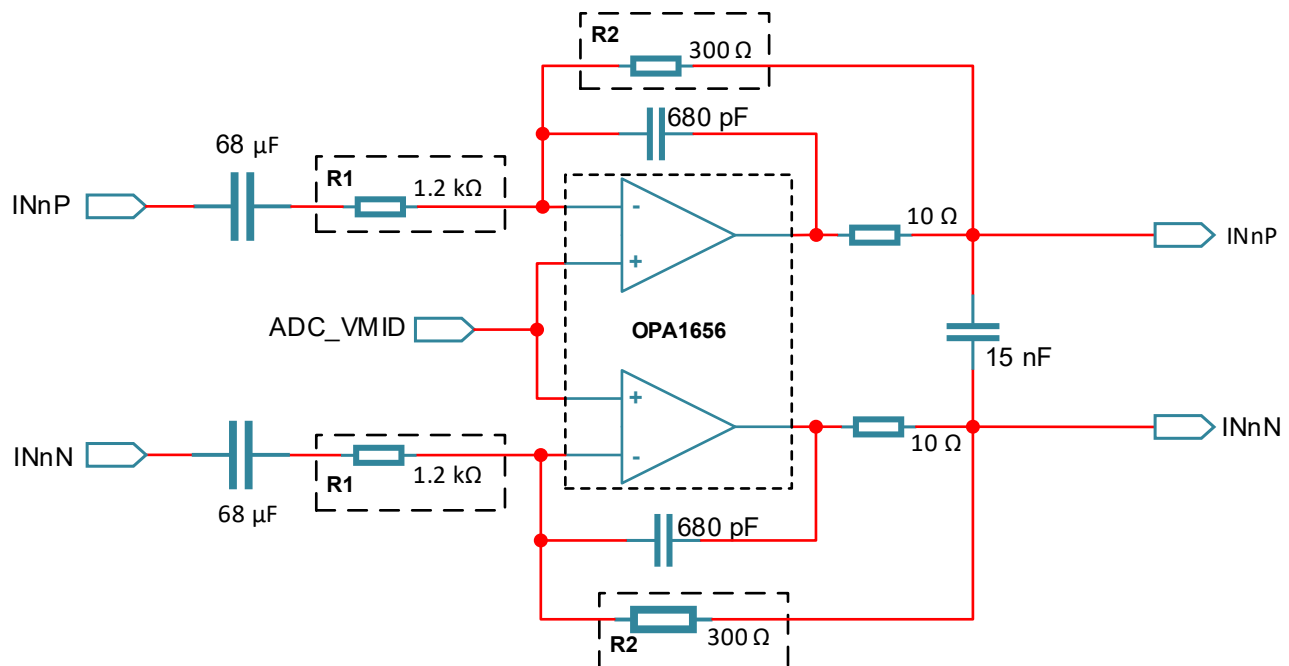 R2
300 Ω
680 pF
68 µF
R1
1.2 kΩ
INnP
-
+
10 Ω
INnP
ADC_VMID
OPA1656
15 nF
+
-
10 Ω
INnN
INnN
R1
1.2 kΩ
68 µF
680 pF
R2
300 Ω